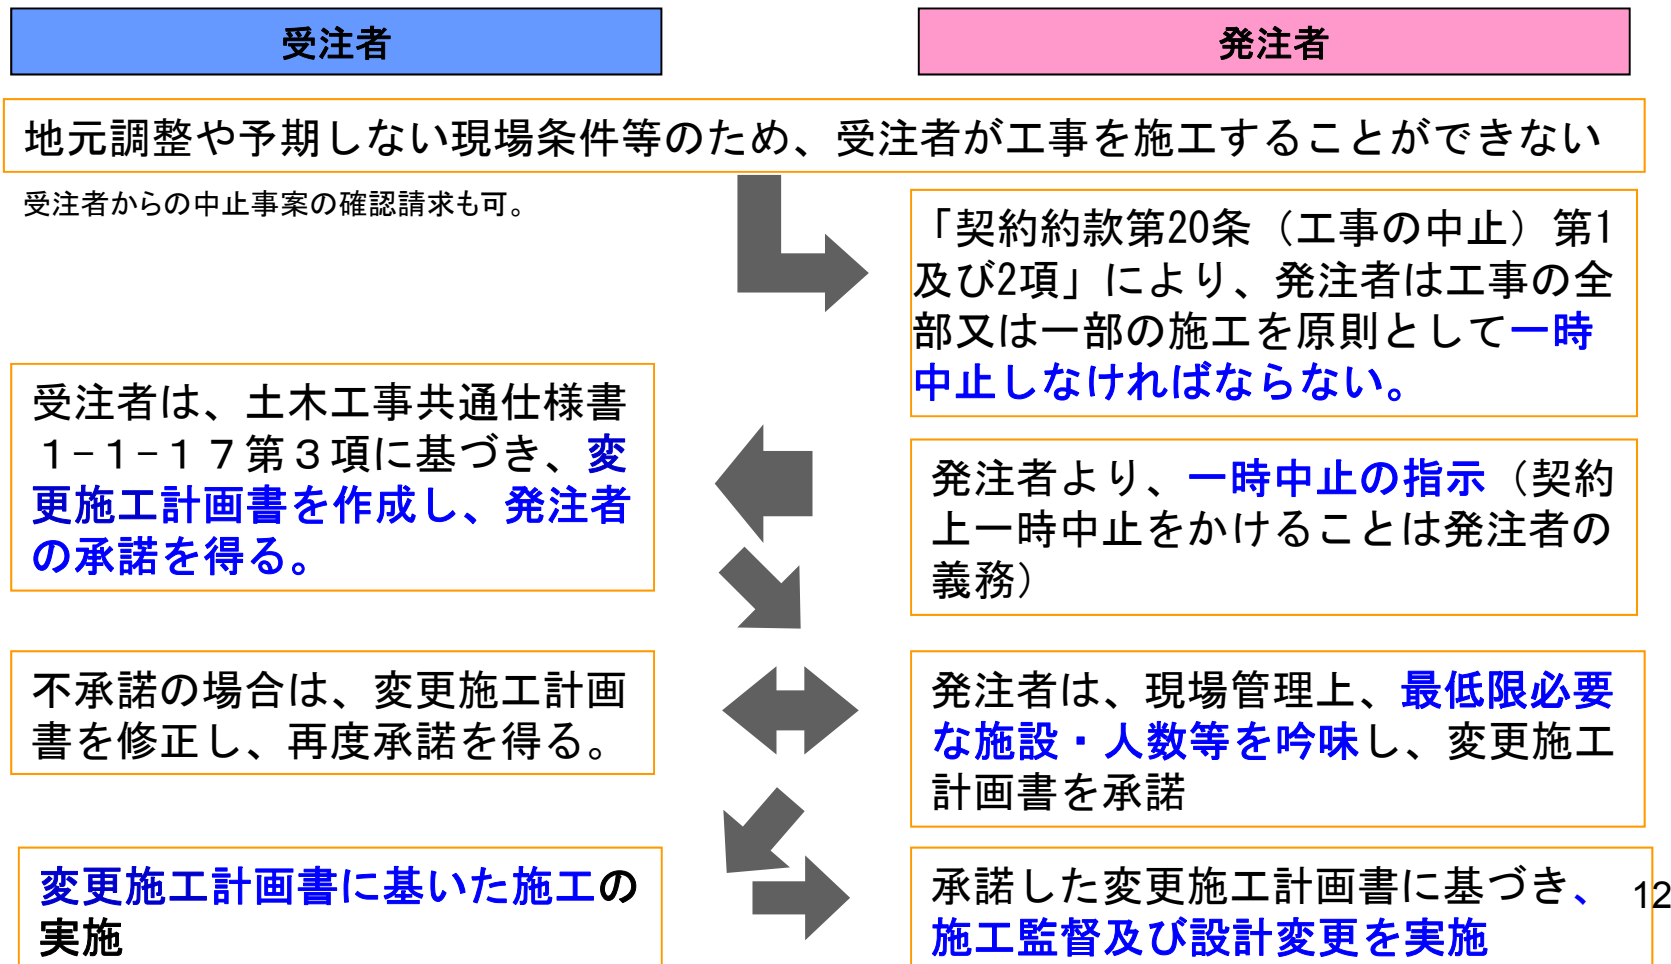 受注者
発注者
地元調整や予期しない現場条件等のため、受注者が工事を施工することができない
受注者からの中止事案の確認請求も可。
「契約約款第20条（工事の中止）第1
及び2項」により、発注者は工事の全
部又は一部の施工を原則として一時
中止しなければならない。
受注者は、土木工事共通仕様書
１−１−１７第３項に基づき、変
更施工計画書を作成し、発注者
の承諾を得る。
発注者より、一時中止の指示（契約
上一時中止をかけることは発注者の
義務）
不承諾の場合は、変更施工計画
書を修正し、再度承諾を得る。
発注者は、現場管理上、最低限必要
な施設・人数等を吟味し、変更施工
計画書を承諾
変更施工計画書に基いた施工の
実施
承諾した変更施工計画書に基づき、
施工監督及び設計変更を実施
12